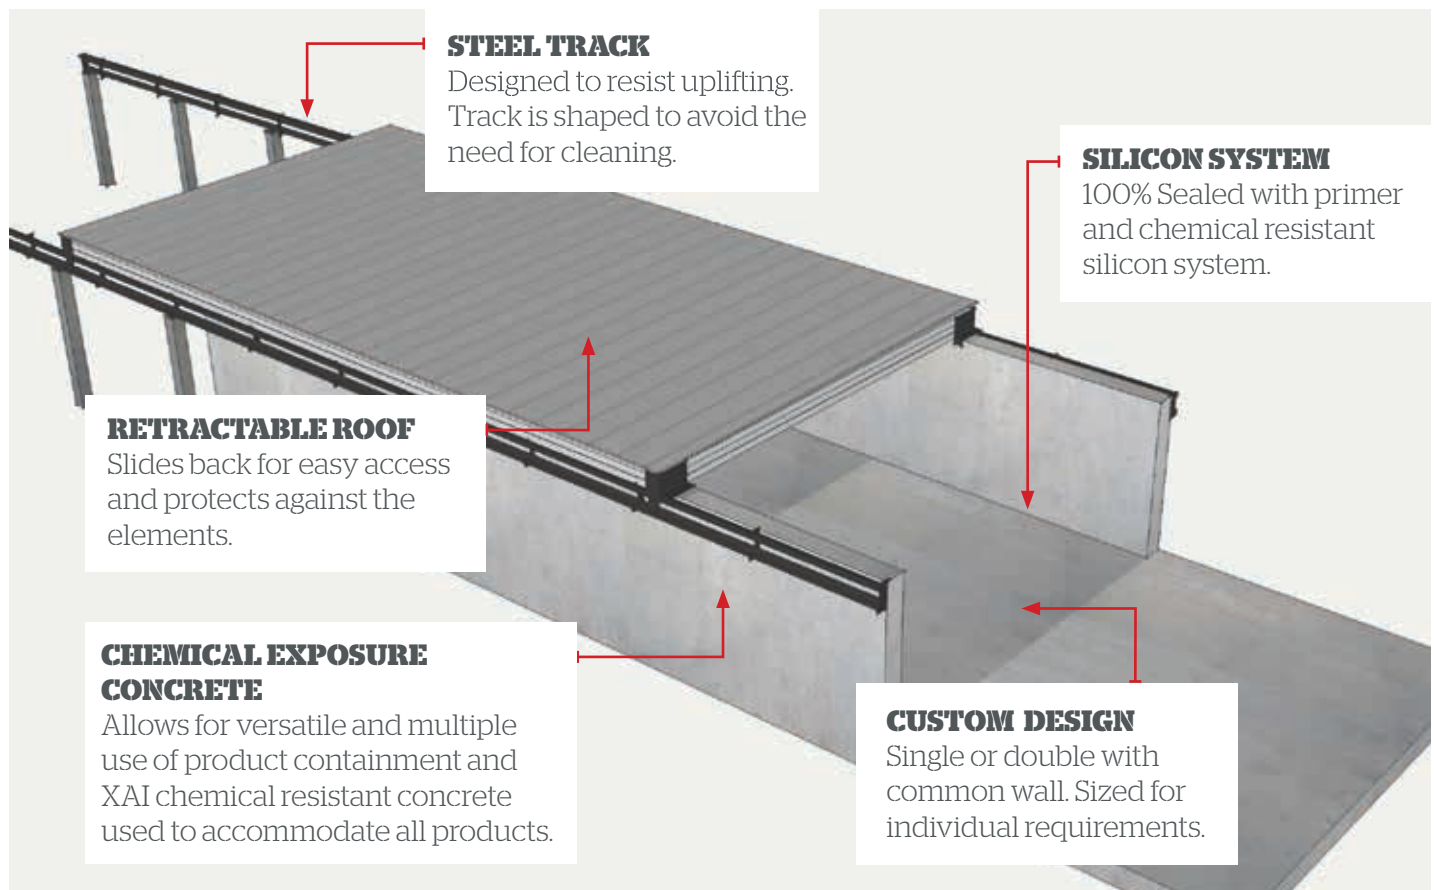 STEEL TRACK
Designed to resist uplifting.
Track is shaped to avoid the
need for cleaning.
SILICON SYSTEM
100% Sealed with primer
and chemical resistant
silicon system.
RETRACTABLE ROOF
Slides back for easy access
and protects against the
elements.
CHEMICAL EXPOSURE
CONCRETE
Allows for versatile and multiple
use of product containment and
XAI chemical resistant concrete
used to accommodate all products.
CUSTOM DESIGN
Single or double with
common wall. Sized for
individual requirements.